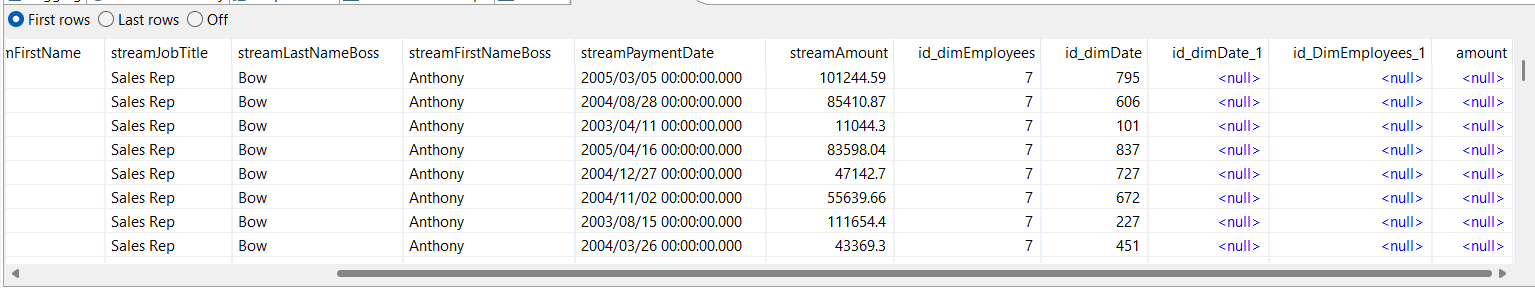 First rows Last rows Off
mFirstName streamJobTitle streamLastNameBoss streamFirstNameBoss streamPaymentDate streamAmount id_dimEmployees id_dimDate id_dimDate_1 id_DimEmployees_1 amount
Sales Rep Bow Anthony 2005/03/05 00:00:00.000 101244.59 7 795 <null> <null> <null>
Sales Rep Bow Anthony 2004/08/28 00:00:00.000 85410.87 7 606 <null> <null> <null>
Sales Rep Bow Anthony 2003/04/11 00:00:00.000 11044.3 7 101 <null> <null> <null>
Sales Rep Bow Anthony 2005/04/16 00:00:00.000 83598.04 7 837 <null> <null> <null>
Sales Rep Bow Anthony 2004/12/27 00:00:00.000 47142.7 7 727 <null> <null> <null>
Sales Rep Bow Anthony 2004/11/02 00:00:00.000 55639.66 7 672 <null> <null> <null>
Sales Rep Bow Anthony 2003/08/15 00:00:00.000 111654.4 7 227 <null> <null> <null>
Sales Rep Bow Anthony 2004/03/26 00:00:00.000 43369.3 7 451 <null> <null> <null>